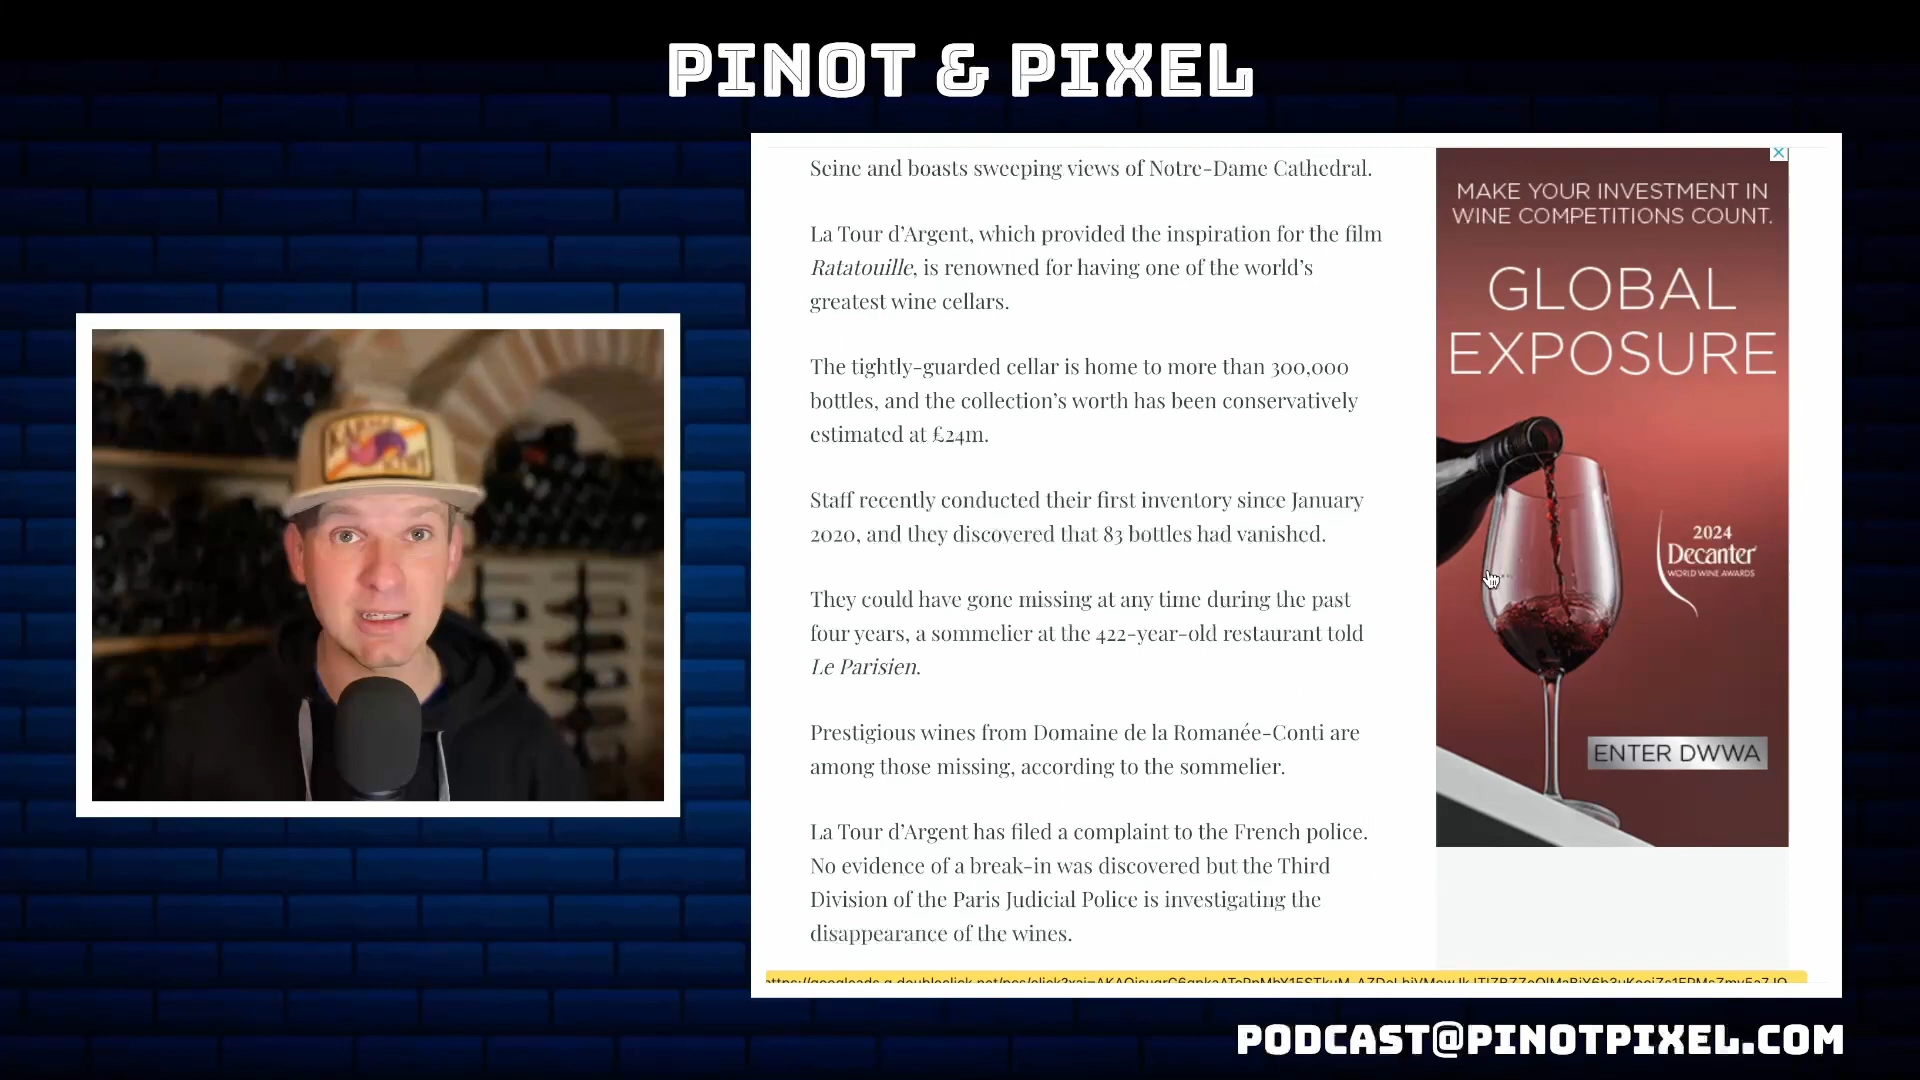 PINOT & PIXEL
Seine and boasts sweeping views of Notre-Dame Cathedral.
La Tour d’Argent, which provided the inspiration for the film
Ratatouille, is renowned for having one of the world’s
greatest wine cellars.
The tightly-guarded cellar is home to more than 300,000
bottles, and the collection’s worth has been conservatively
estimated at £24m.
Staff recently conducted their first inventory since January
2020, and they discovered that 83 bottles had vanished.
They could have gone missing at any time during the past
four years, a sommelier at the 422-year-old restaurant told
Le Parisien.
Prestigious wines from Domaine de la Romanée-Conti are
among those missing, according to the sommelier.
La Tour d’Argent has filed a complaint to the French police.
No evidence of a break-in was discovered but the Third
Division of the Paris Judicial Police is investigating the
disappearance of the wines.
MAKE YOUR INVESTMENT IN
WINE COMPETITIONS COUNT.
GLOBAL
EXPOSURE
2024
Decanter
WORLD WINE AWARDS
ENTER DWWA
PODCAST@PINOTPIXEL.COM